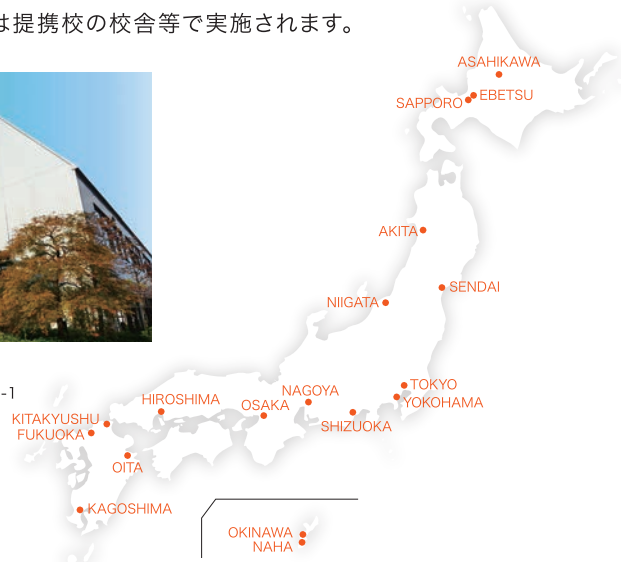 は提携校の校舎等で実施されます。
ASAHIKAWA
EBETSU
SAPPORO
AKITA
SENDAI
NIIGATA
-1
TOKYO
YOKOHAMA
NAGOYA
HIROSHIMA
OSAKA
SHIZUOKA
KITAKYUSHU
FUKUOKA
OITA
KAGOSHIMA
OKINAWA
NAHA